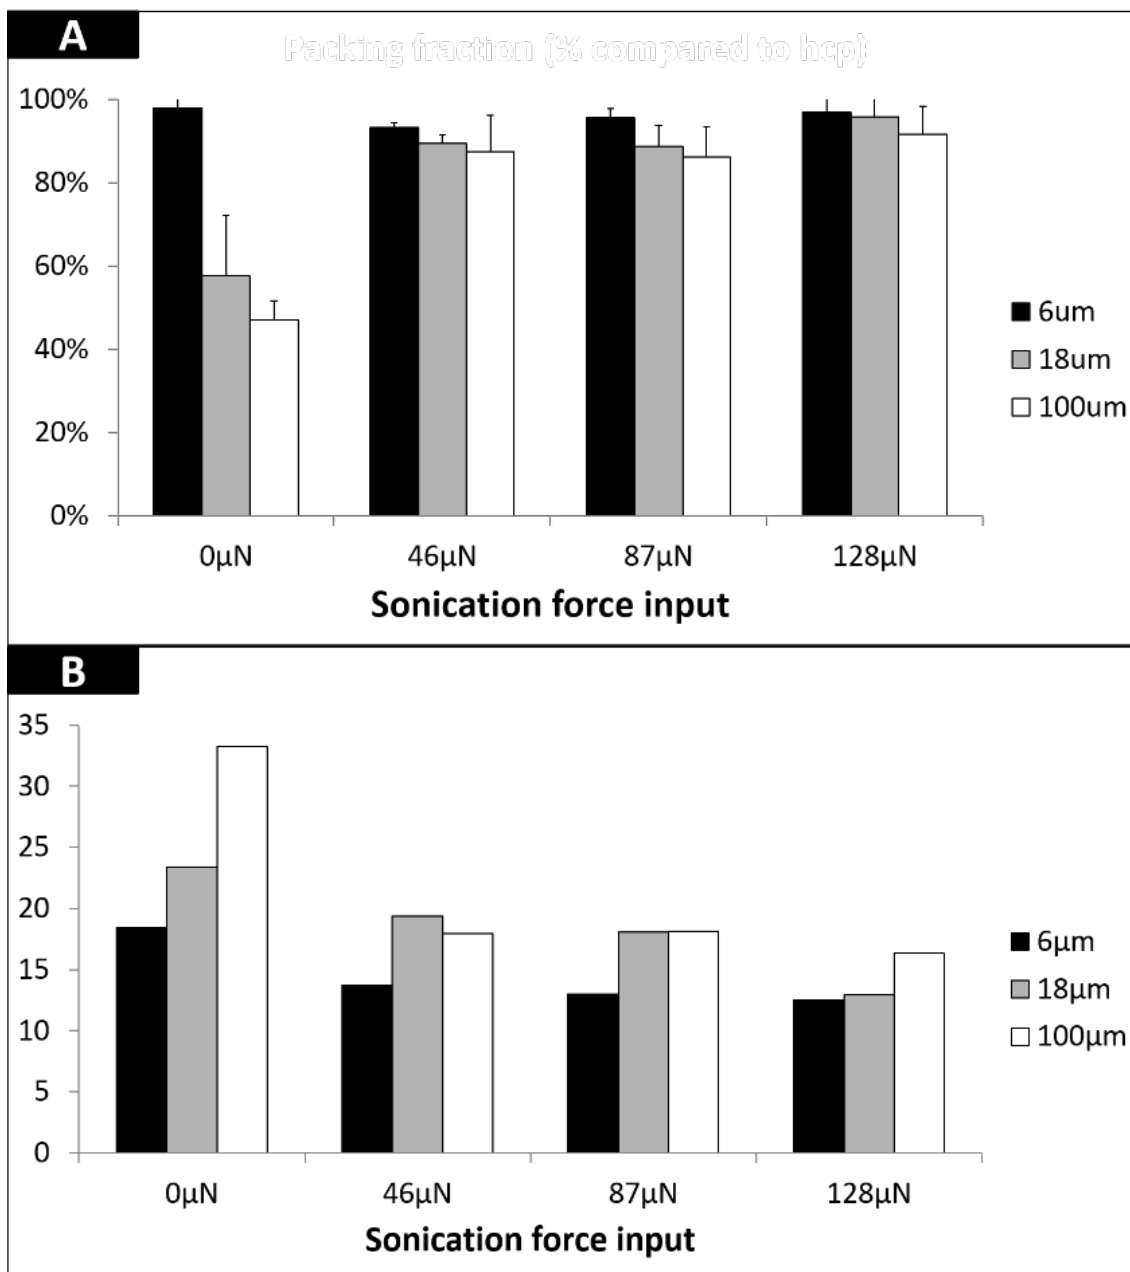 A
Packing fraction (% compared to hcp)
100%
80%
60%
40%
20%
0%
0µN 46µN 87µN 128µN
Sonication force input
6um
18um
100um
B
35
30
25
20
15
10
5
0
0µN 46µN 87µN 128µN
Sonication force input
6µm
18µm
100µm